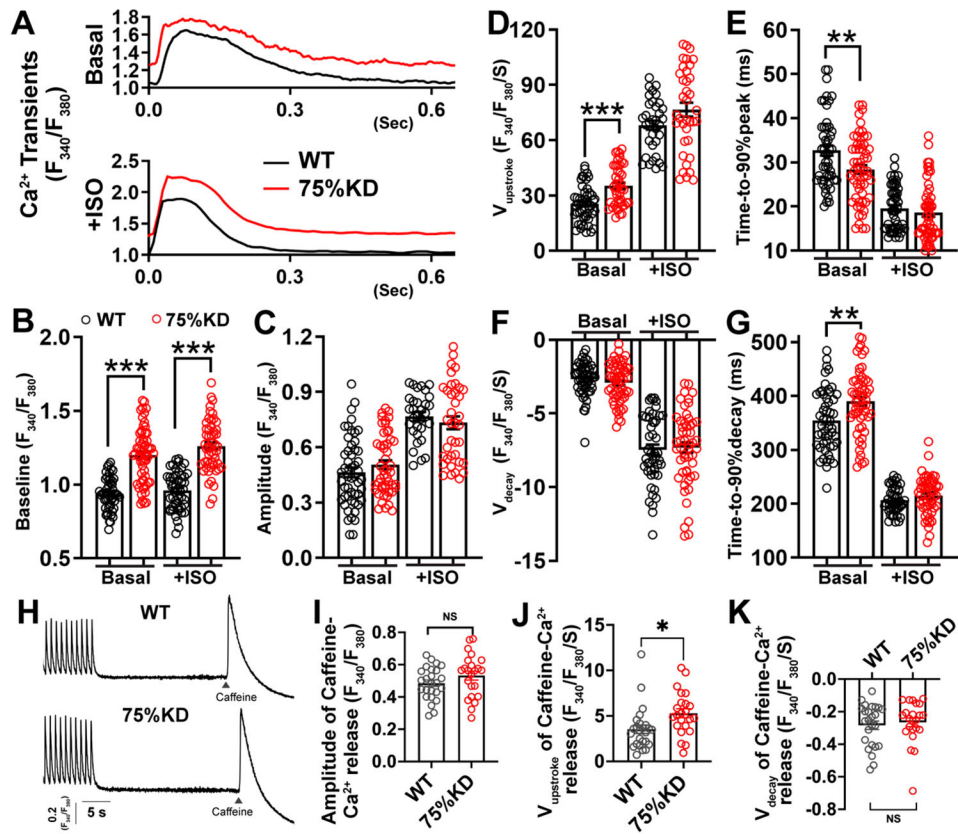 A
Ca²⁺ Transients
(F₃₄₀/F₃₈₀)
Basal
1.8
1.6
1.4
1.2
1.0
0.0
0.3
0.6
(Sec)
+ISO
2.5
2.0
1.5
1.0
WT
75%KD
0.0
0.3
0.6
(Sec)
D
V upstroke (F₃₄₀/F₃₈₀/S)
120
90
60
30
0
***
Basal
+ISO
E
Time-to-90%peak (ms)
60
50
40
30
20
10
**
Basal
+ISO
B
WT
75%KD
Baseline (F₃₄₀/F₃₈₀)
2.0
1.5
1.0
0.5
***
***
Basal
+ISO
C
Amplitude (F₃₄₀/F₃₈₀)
1.2
0.9
0.6
0.3
0.0
Basal
+ISO
F
Basal
+ISO
V decay (F₃₄₀/F₃₈₀/S)
0
-5
-10
-15
G
Time-to-90%decay (ms)
600
500
400
300
200
100
**
Basal
+ISO
H
WT
Caffeine
75%KD
Caffeine
0.2
(F₃₄₀/F₃₈₀)
5 s
I
Amplitude of Caffeine-
Ca²⁺ release (F₃₄₀/F₃₈₀)
0.8
0.6
0.4
0.2
0.0
NS
WT
75%KD
J
V upstroke of Caffeine-Ca²⁺
release (F₃₄₀/F₃₈₀/S)
15
10
5
0
*
WT
75%KD
K
V decay of Caffeine-Ca²⁺
release (F₃₄₀/F₃₈₀/S)
WT
75%KD
-0.0
-0.2
-0.4
-0.6
-0.8
NS